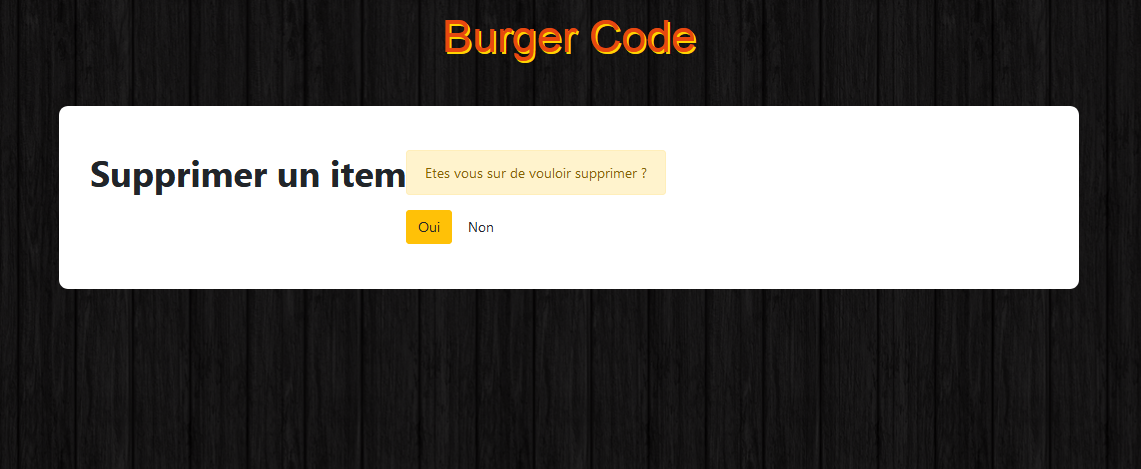 Burger Code
Supprimer un item
Etes vous sur de vouloir supprimer ?
Oui
Non